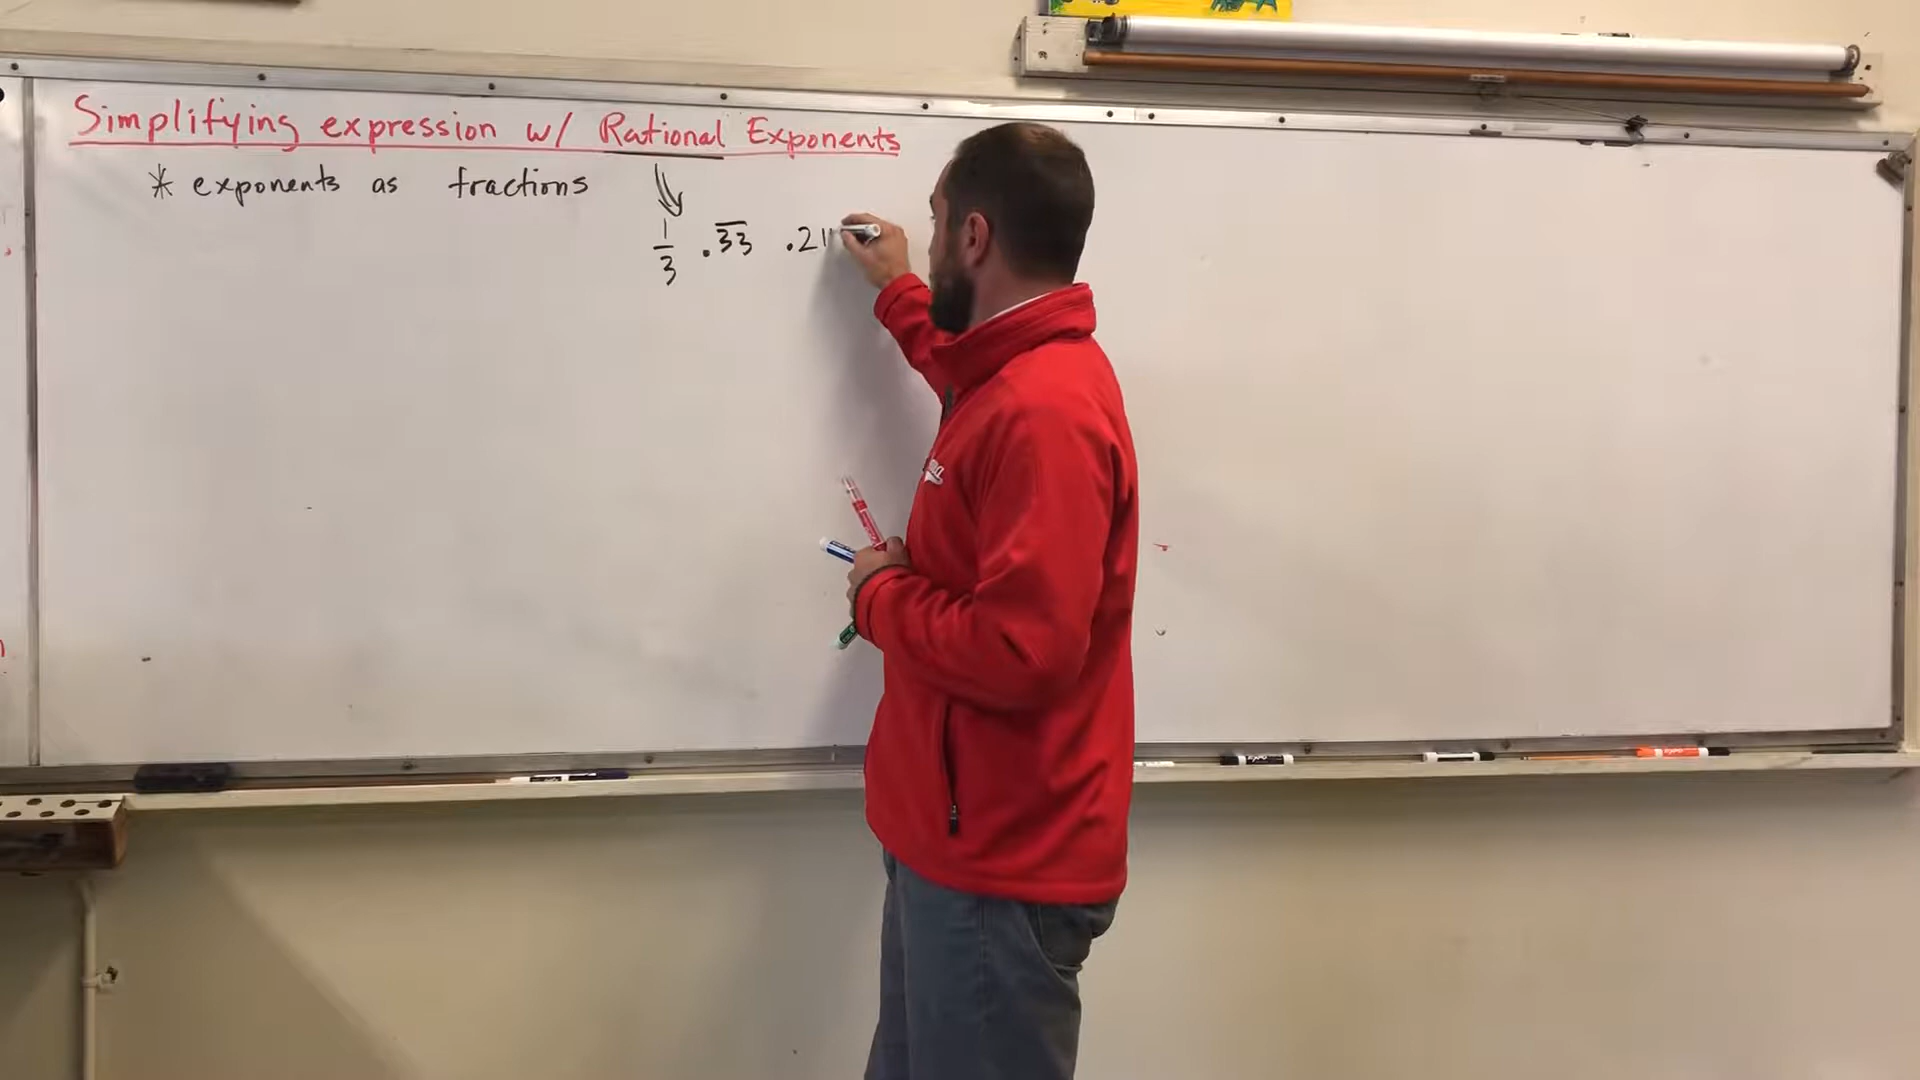 Simplifying expression w/ Rational Exponents
* exponents as fractions
1/3 .33 .21